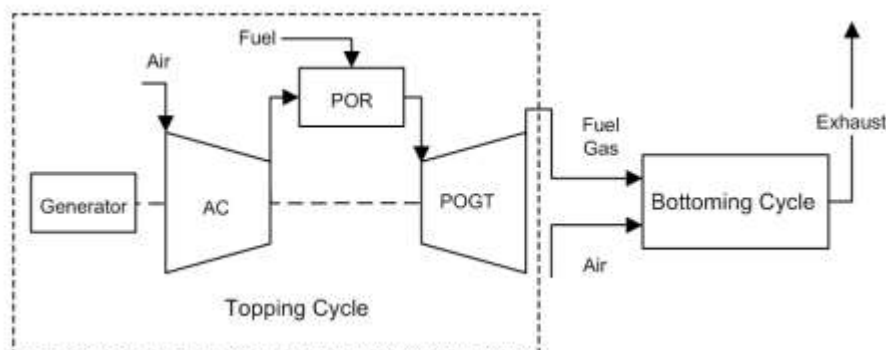 Fuel
Air
POR
Fuel
Gas
Exhaust
Generator
AC
POGT
Bottoming Cycle
Air
Topping Cycle